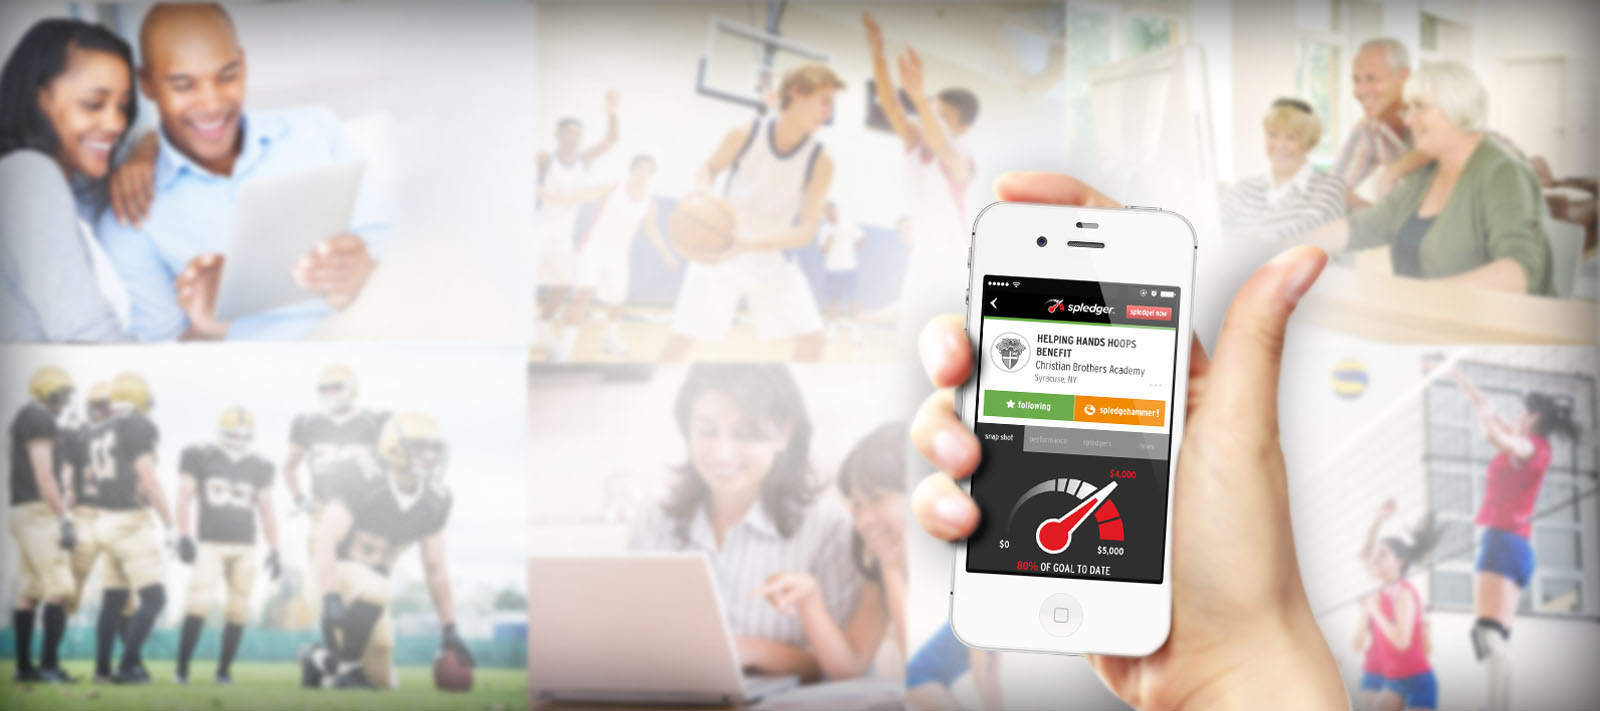 spledger.
spledge! now
HELPING HANDS HOOPS
BENEFIT
Christian Brothers Academy
Syracuse, NY
following
spledgehammer!
snap shot
performance
spledgers
news
$4,000
$0
$5,000
80% OF GOAL TO DATE